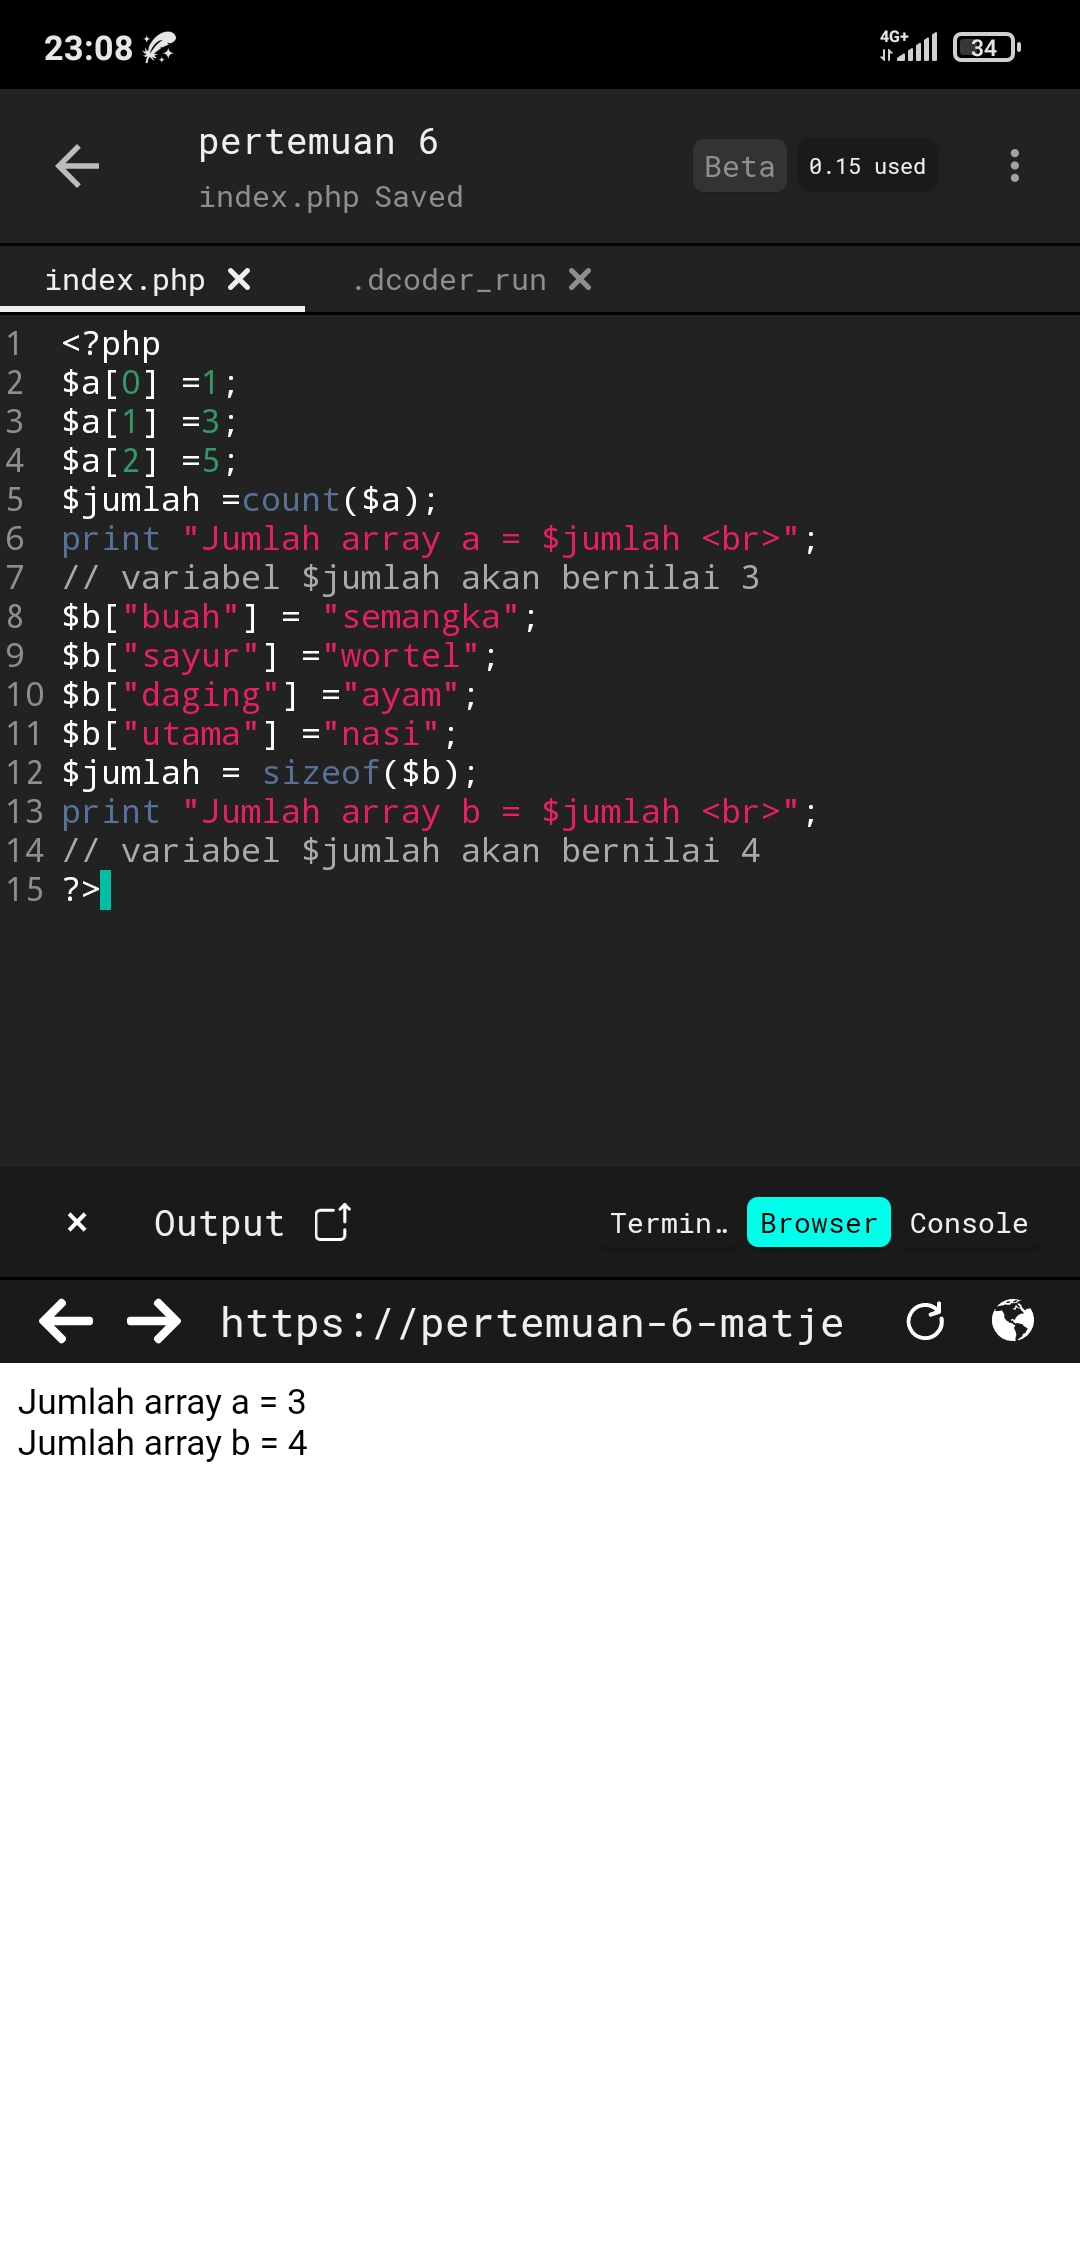 23:08
4G+
34
pertemuan 6
index.php Saved
Beta
0.15 used
index.php
.dcoder_run
1 <?php
2 $a[0] =1;
3 $a[1] =3;
4 $a[2] =5;
5 $jumlah =count($a);
6 print "Jumlah array a = $jumlah <br>";
7 // variabel $jumlah akan bernilai 3
8 $b["buah"] = "semangka";
9 $b["sayur"] ="wortel";
10 $b["daging"] ="ayam";
11 $b["utama"] ="nasi";
12 $jumlah = sizeof($b);
13 print "Jumlah array b = $jumlah <br>";
14 // variabel $jumlah akan bernilai 4
15 ?>
Output
Termin..
Browser
Console
https://pertemuan-6-matje
Jumlah array a = 3
Jumlah array b = 4